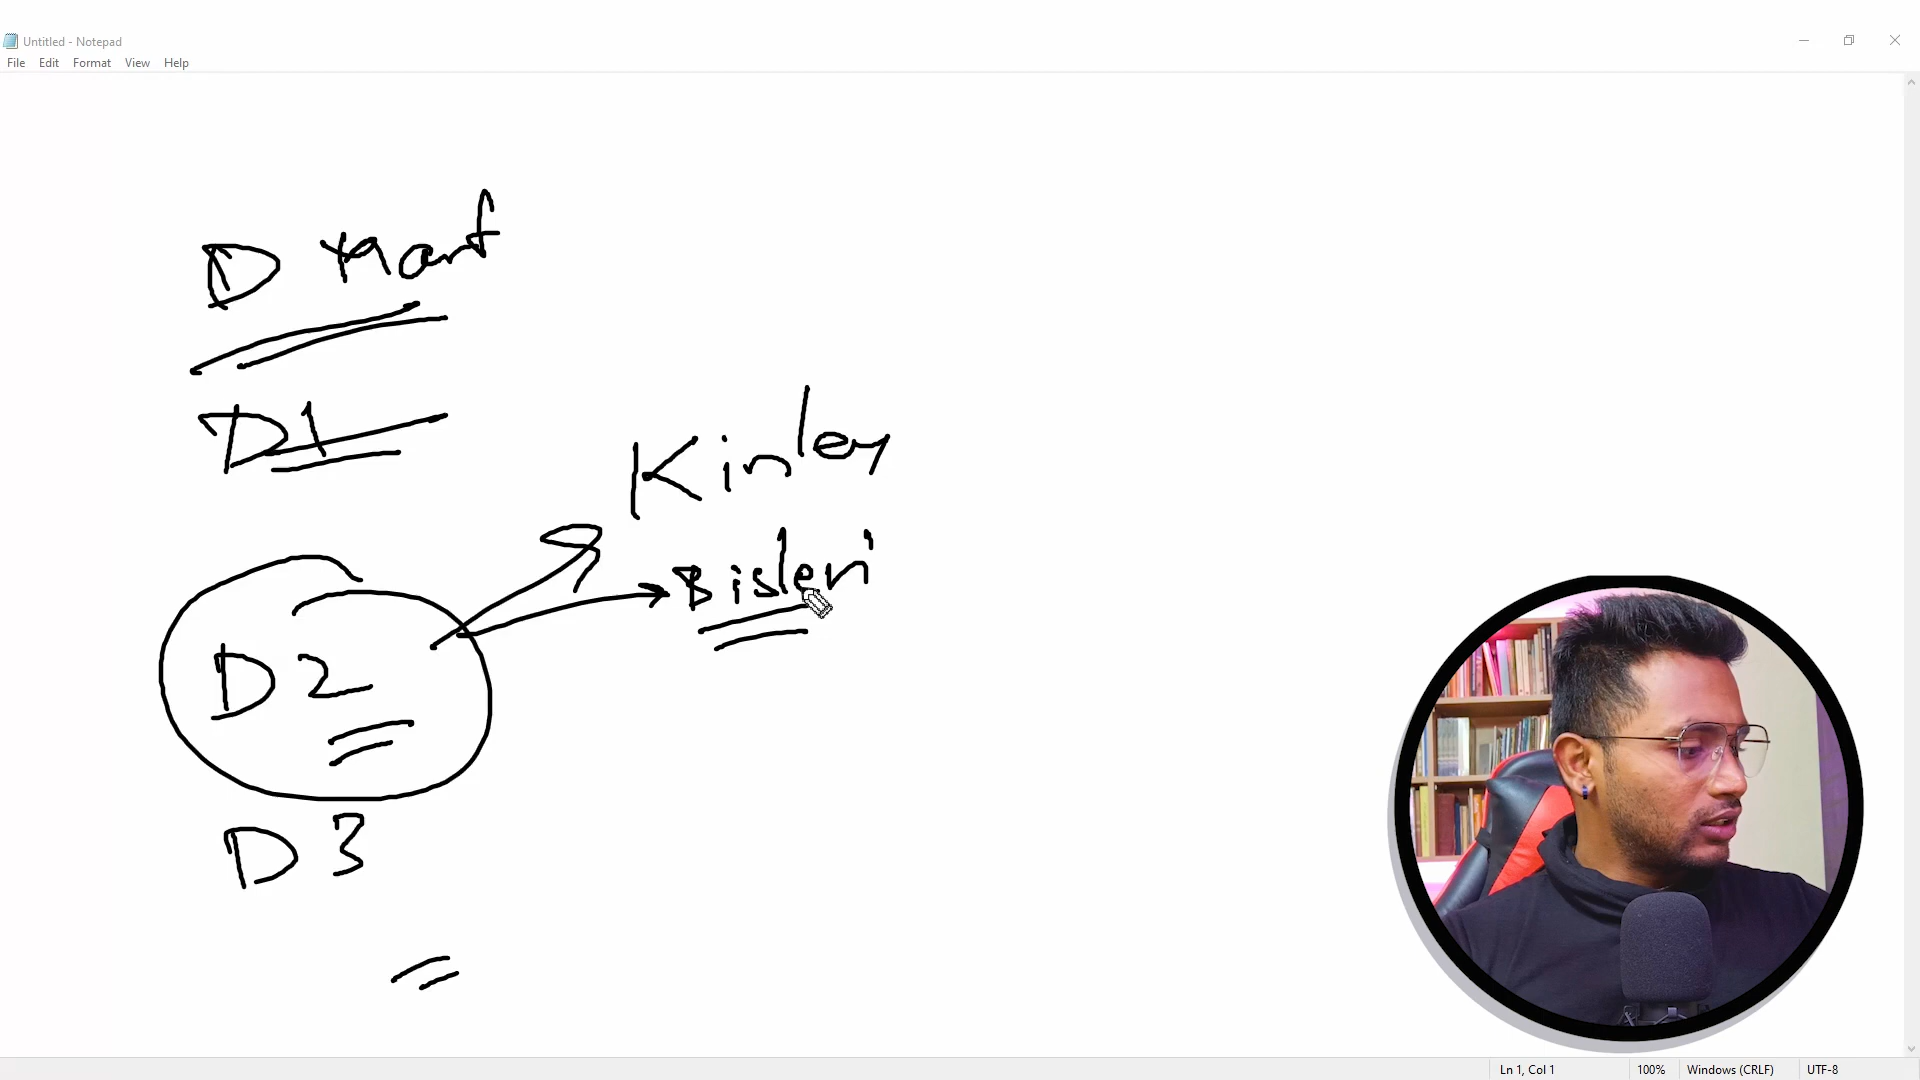 Untitled - Notepad
File Edit Format View Help
D Mart
D1
Kinley
Bisleri
D2
D3
Ln 1, Col 1 100% Windows (CRLF) UTF-8